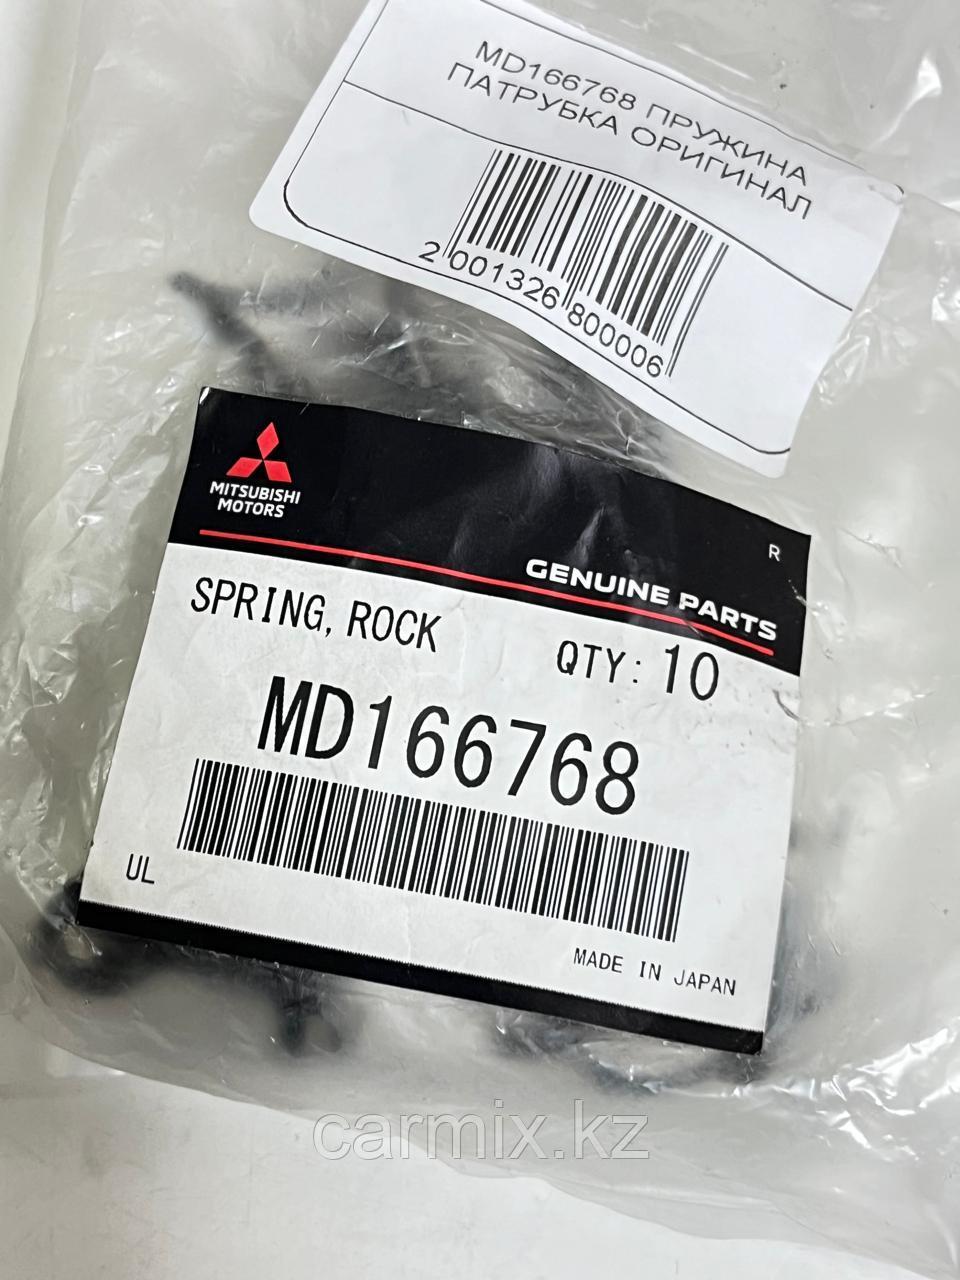 MD166768 ПРУЖИНА
ПАТРУБКА ОРИГИНАЛ
2 001326 800006
MITSUBISHI
MOTORS
R
GENUINE PARTS
SPRING, ROCK
QTY: 10
MD166768
UL
MADE IN JAPAN
carmix.kz